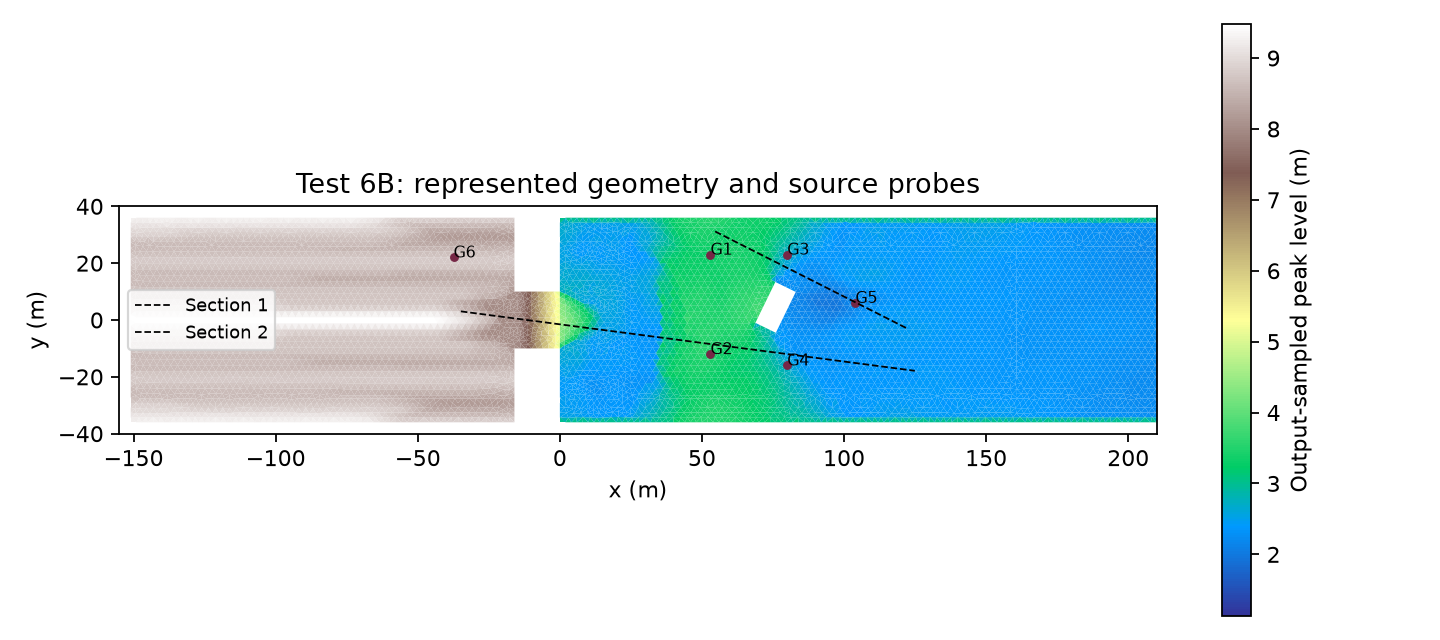 Test 6B: represented geometry and source probes
40
20
0
−20
−40
y (m)
G6
G1
G3
G5
G2
G4
Section 1
Section 2
−150
−100
−50
0
50
100
150
200
x (m)
9
8
7
6
5
4
3
2
Output-sampled peak level (m)